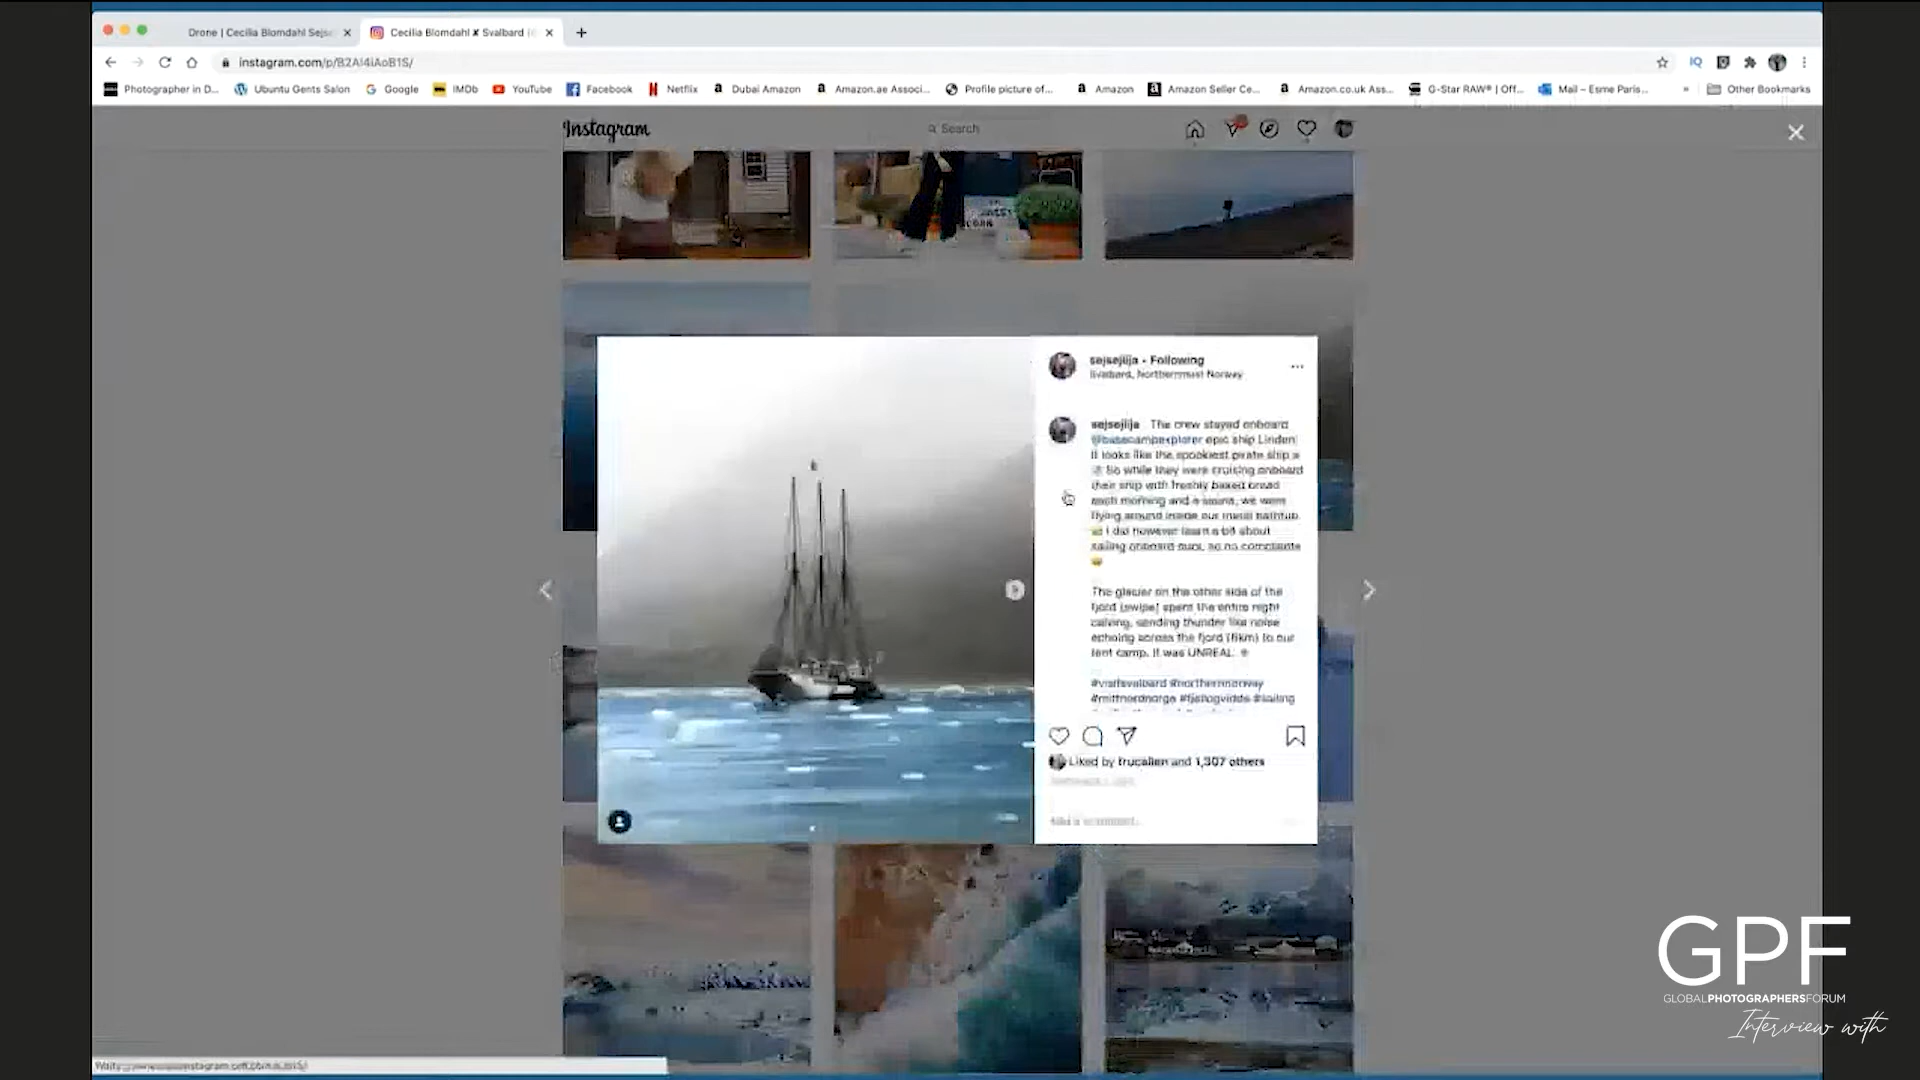 Drone | Cecilia Blomdahl Sejse
Cecilia Blomdahl ✘ Svalbard (
instagram.com/p/B2AI4iAoB1S/
Photographer in D...
Ubuntu Gents Salon
Google
IMDb
YouTube
Facebook
Netflix
Dubai Amazon
Amazon.ae Associ...
Profile picture of...
Amazon
Amazon Seller Ce...
Amazon.co.uk Ass...
G-Star RAW® | Off...
Mail – Esme Paris...
»
Other Bookmarks
Instagram
Search
sejsejlija • Following
Svalbard, Northernmost Norway
sejsejlija The crew stayed onboard
@basecampexplorer epic ship Linden
It looks like the spookiest pirate ship
So while they were cruising onboard
their ship with freshly baked bread
each morning and a sauna, we were
flying around inside our
I did however learn a bit about
sailing onboard so no complaints
The glacier on the other side of the
fjord (swipe) spent the entire night
calving, sending thunder like noise
echoing across the fjord to our
tent camp. It was UNREAL.
#visitsvalbard #northernnorway
#mittnordnorge #fjellogvidde #sailing
Liked by frucalien and 1,307 others
Add a comment...
GPF
GLOBALPHOTOGRAPHERSFORUM
Interview with